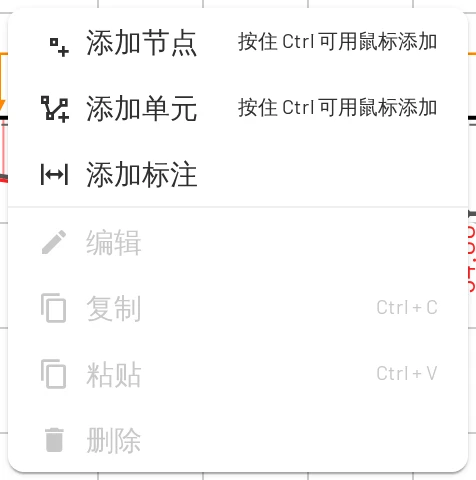 添加节点 按住 Ctrl 可用鼠标添加
添加单元 按住 Ctrl 可用鼠标添加
添加标注
编辑
复制 Ctrl + C
粘贴 Ctrl + V
删除